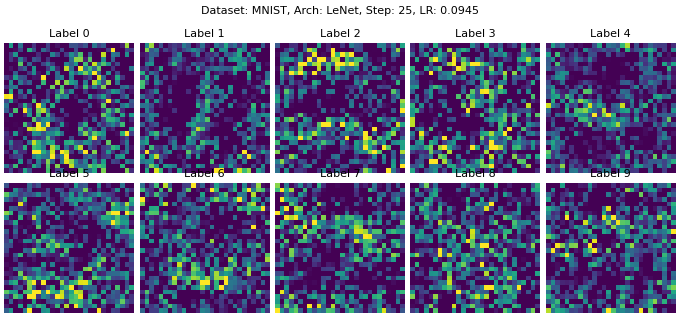 Dataset: MNIST, Arch: LeNet, Step: 25, LR: 0.0945
Label 0
Label 1
Label 2
Label 3
Label 4
Label 5
Label 6
Label 7
Label 8
Label 9